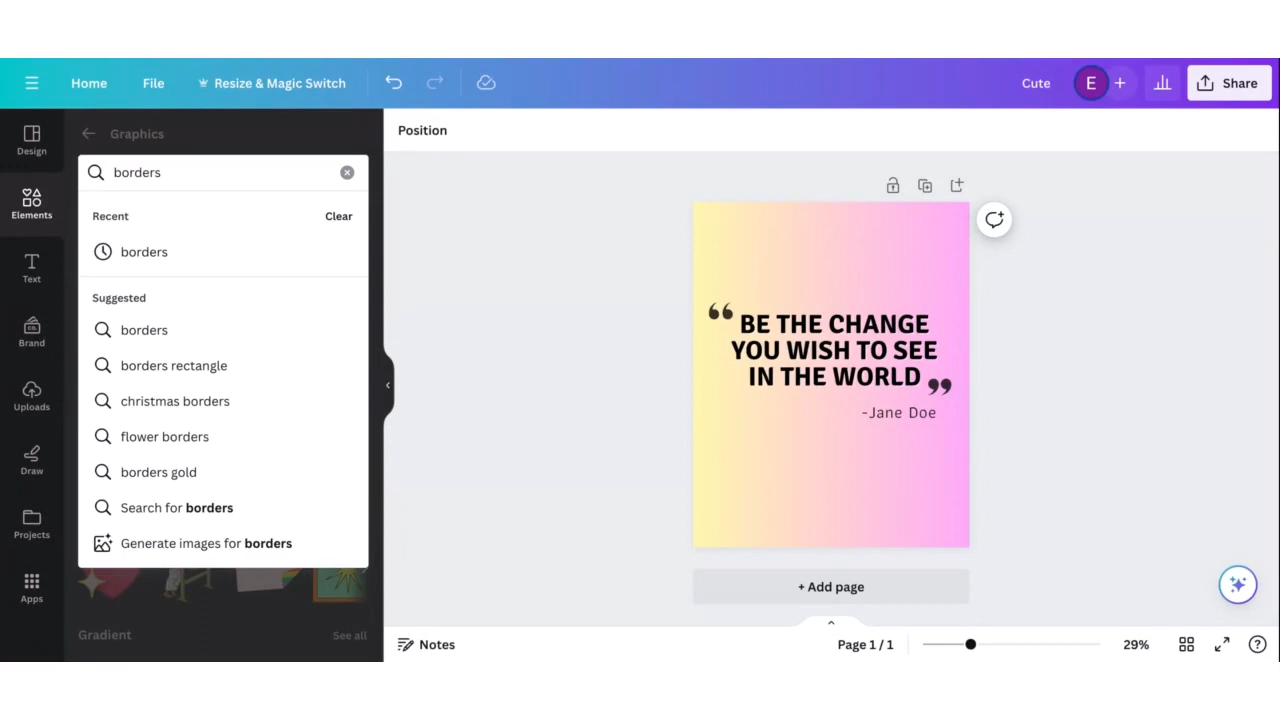 Home
File
Resize & Magic Switch
Cute
E
+
Share
Design
Elements
Text
Brand
CO.
Uploads
Draw
Projects
Apps
Graphics
borders
Recent
Clear
borders
Suggested
borders
borders rectangle
christmas borders
flower borders
borders gold
Search for borders
Generate images for borders
Gradient
See all
Position
“ BE THE CHANGE
YOU WISH TO SEE
IN THE WORLD ”
-Jane Doe
+ Add page
Notes
Page 1 / 1
29%
?